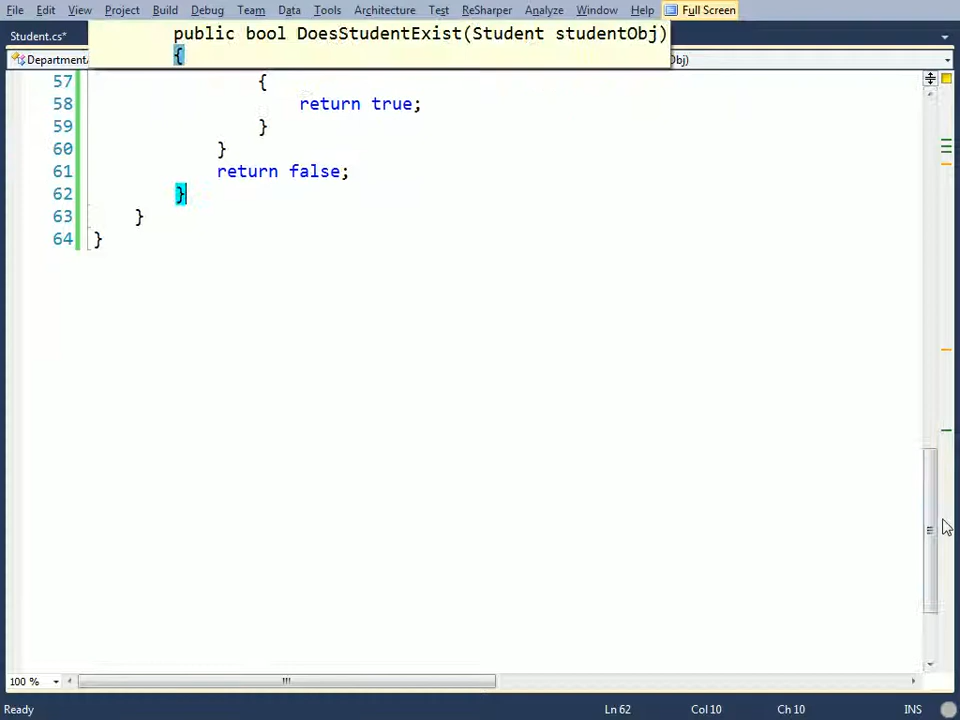 File Edit View Project Build Debug Team Data Tools Architecture Test ReSharper Analyze Window Help Full Screen
public bool DoesStudentExist(Student studentObj)
Student.cs*
{
Department
bj)
57 {
58 return true;
59 }
60 }
61 return false;
62 }
63 }
64 }
100 %
Ready Ln 62 Col 10 Ch 10 INS